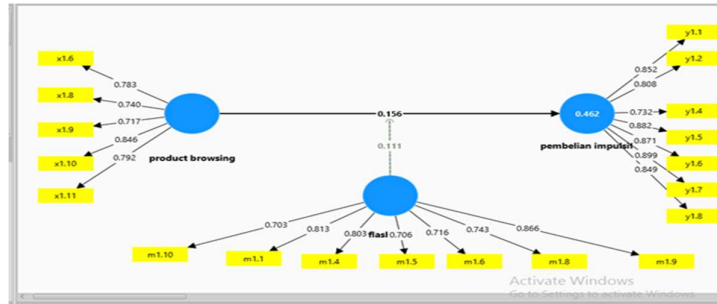 x1.6
x1.8
x1.9
x1.10
x1.11
0.783
0.740
0.717
0.846
0.792
product browsing
0.156
0.111
0.462
pembelian impulsif
0.852
0.808
0.732
0.882
0.871
0.899
0.849
y1.1
y1.2
y1.4
y1.5
y1.6
y1.7
y1.8
flasl
0.703
0.813
0.803
0.706
0.716
0.743
0.866
m1.10
m1.1
m1.4
m1.5
m1.6
m1.8
m1.9
Activate Windows
Go to Settings to activate Windows.